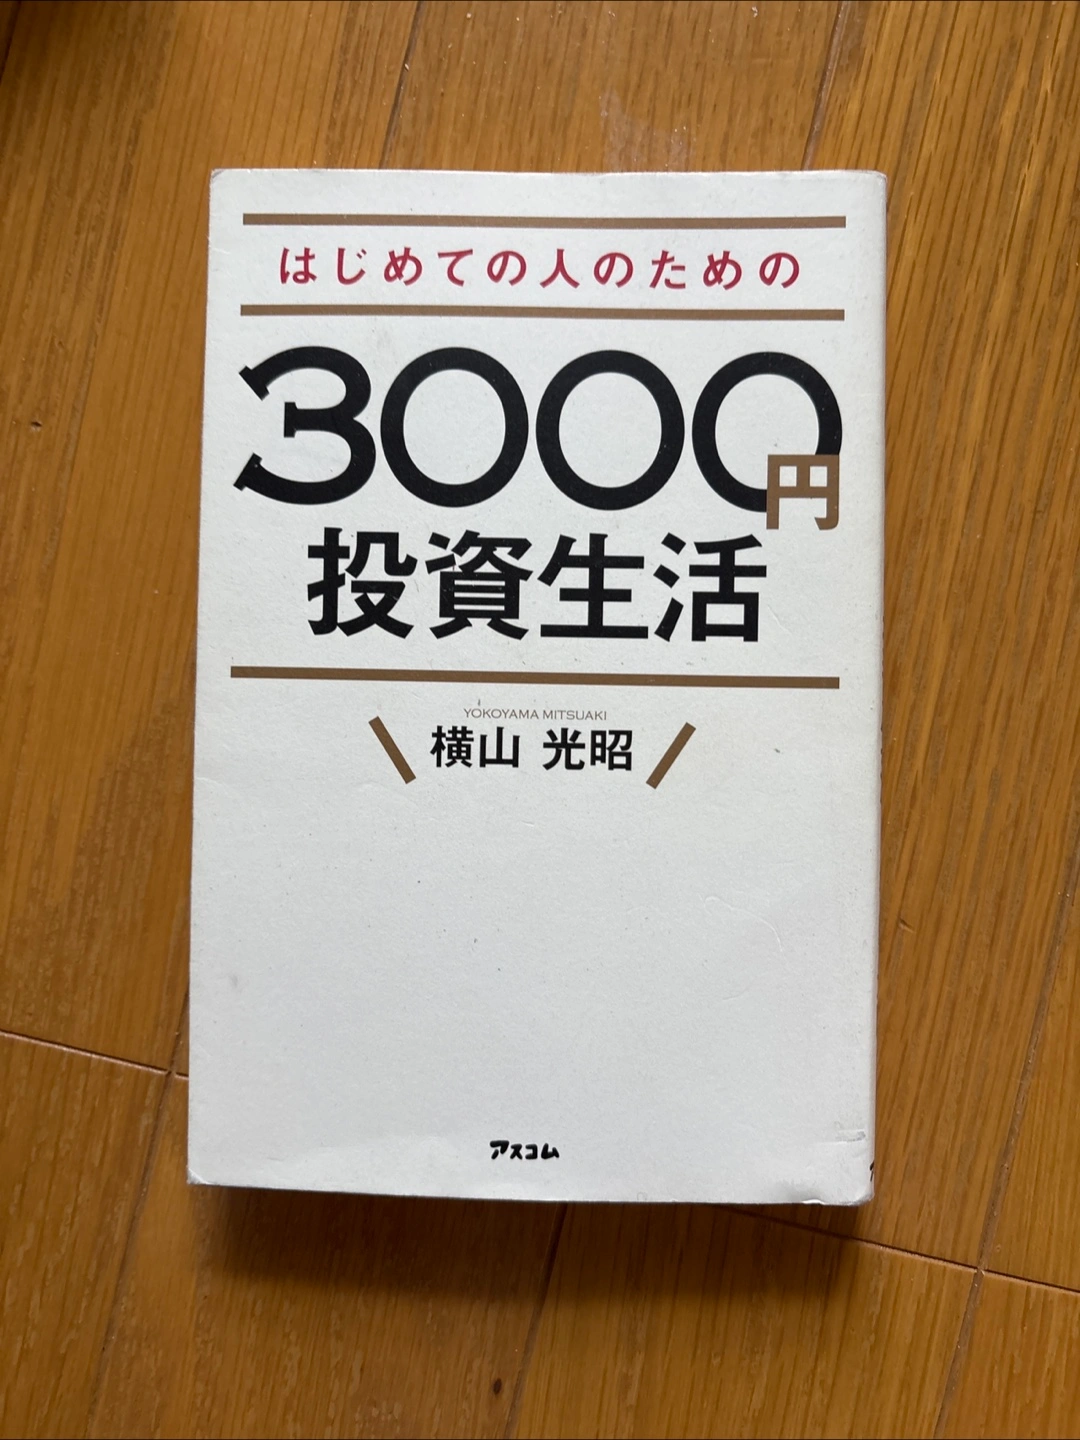 はじめての人のための
3000円
投資生活
YOKOYAMA MITSUAKI
横山 光昭
アスコム